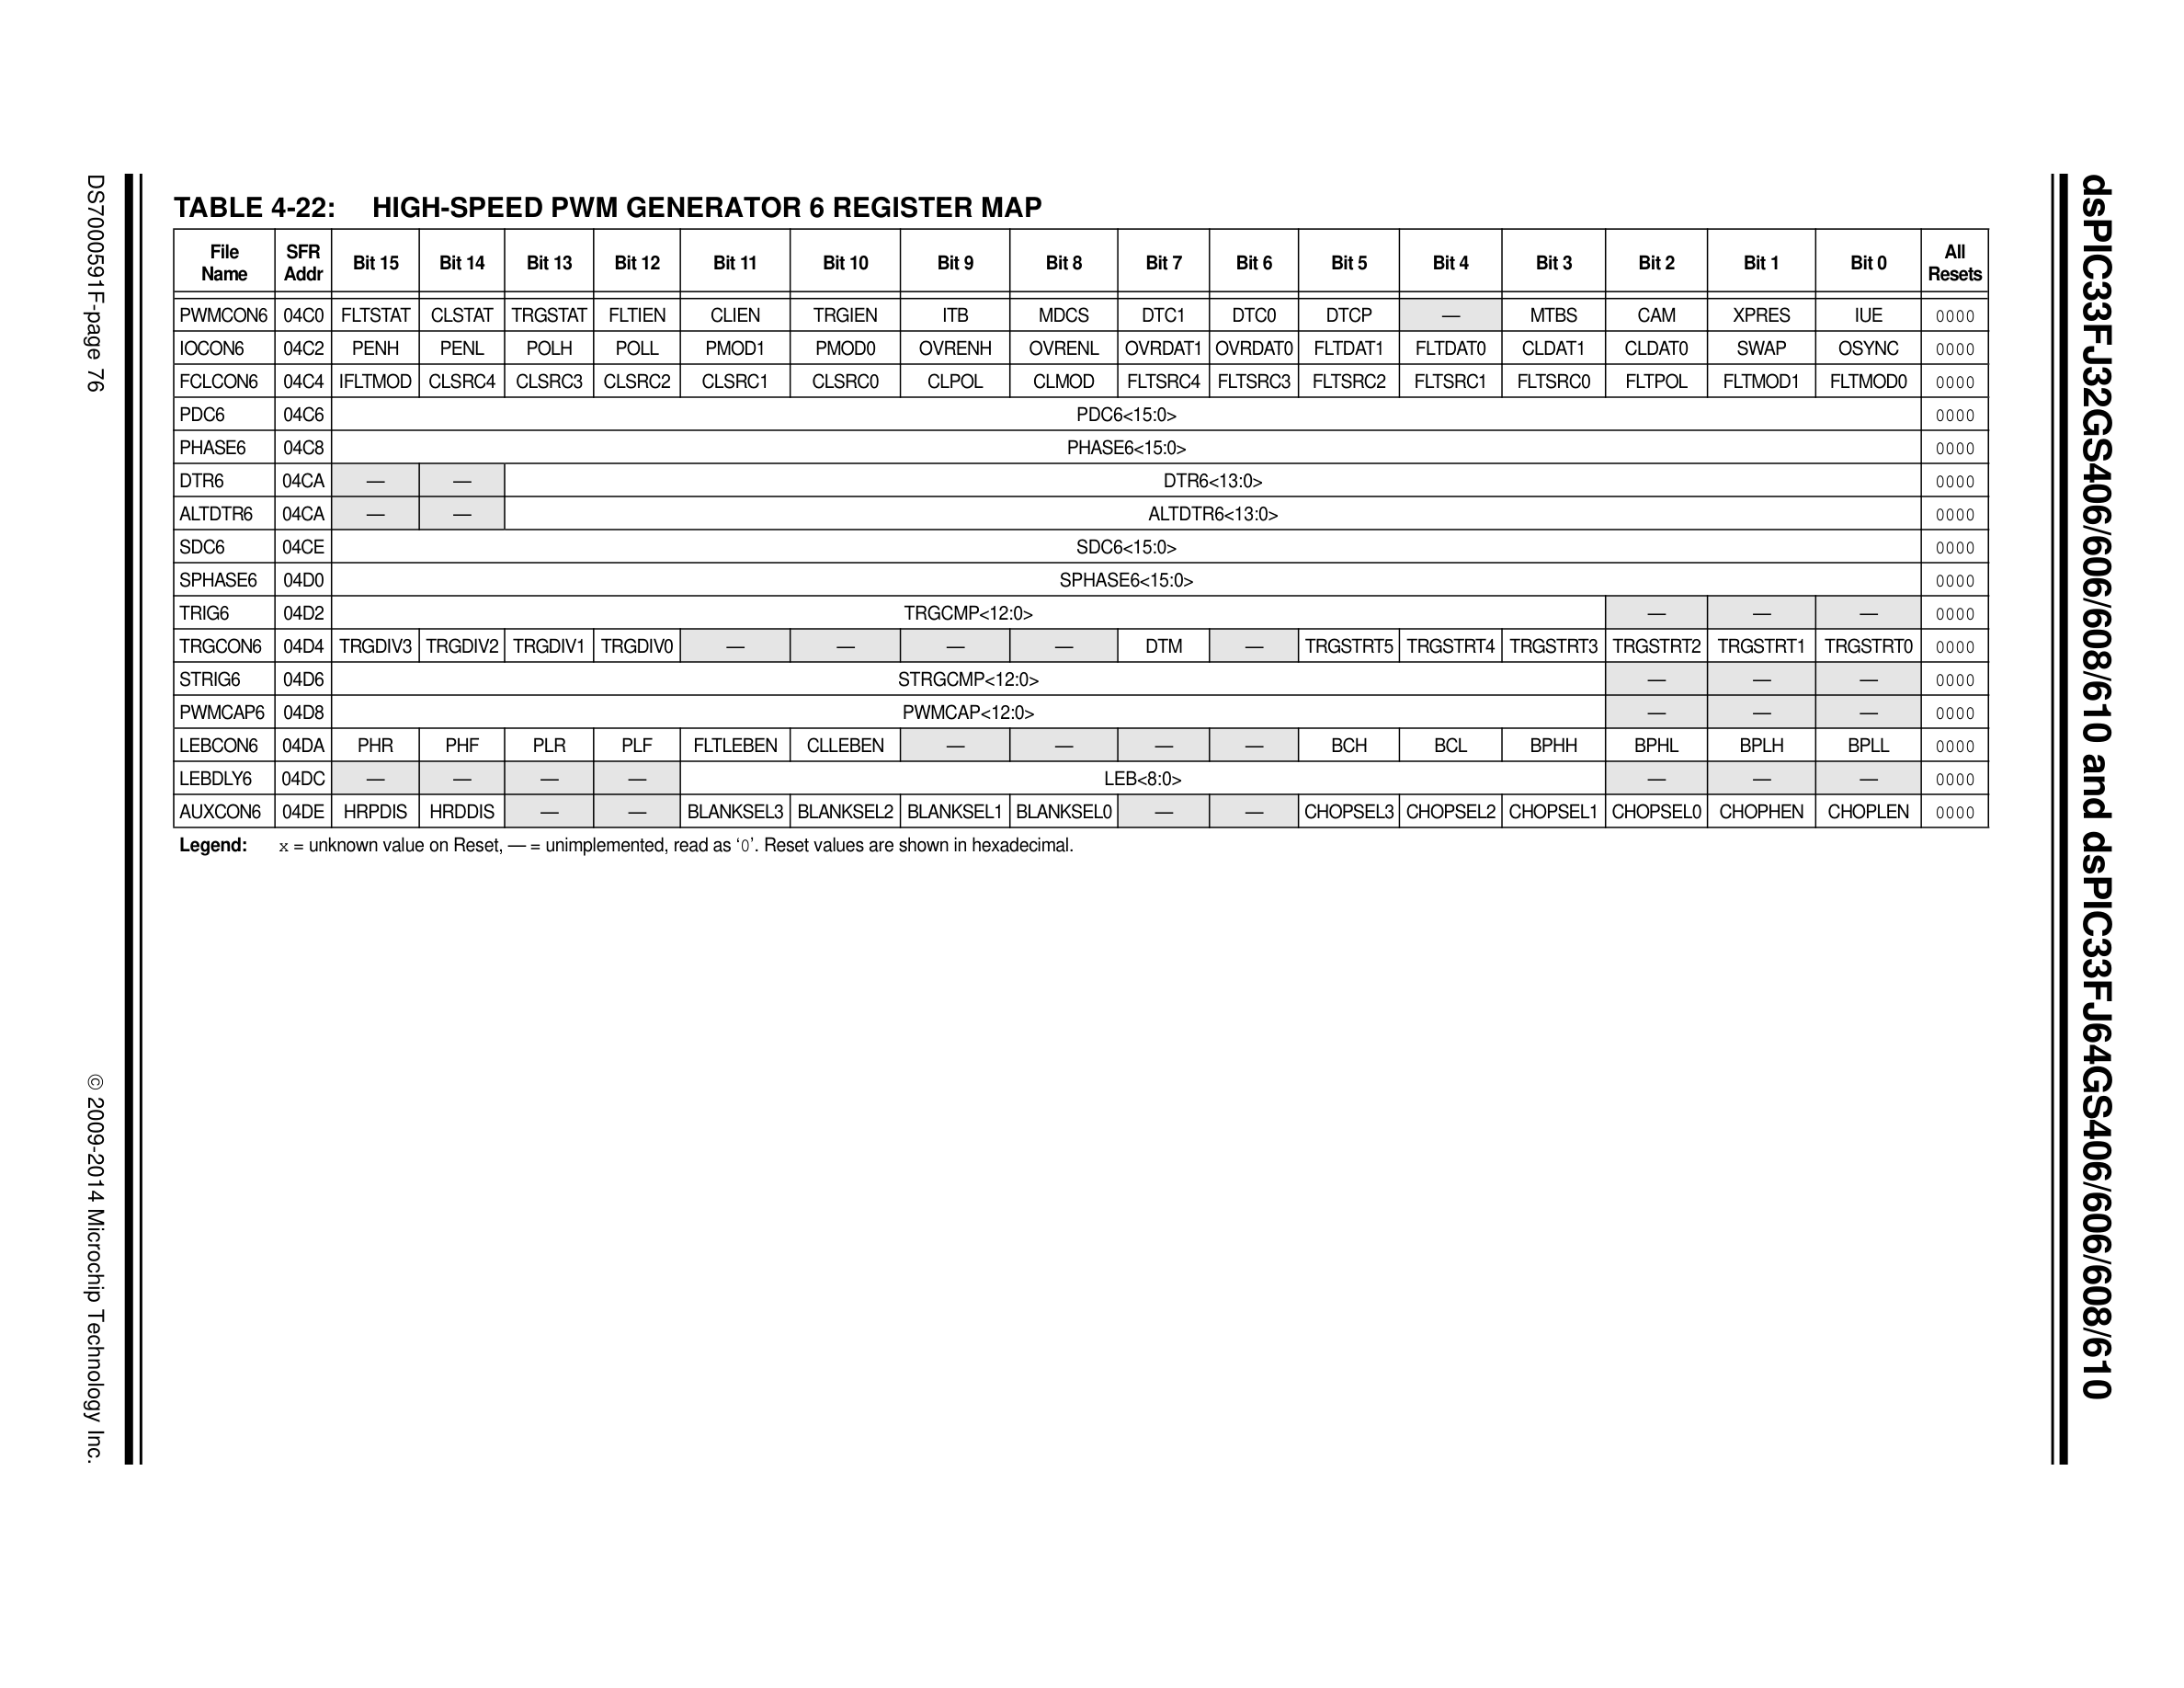 dsPIC33FJ32GS406/606/608/610 and dsPIC33FJ64GS406/606/608/610
TABLE 4-22: HIGH-SPEED PWM GENERATOR 6 REGISTER MAP
File Name SFR Addr Bit 15 Bit 14 Bit 13 Bit 12 Bit 11 Bit 10 Bit 9 Bit 8 Bit 7 Bit 6 Bit 5 Bit 4 Bit 3 Bit 2 Bit 1 Bit 0 All Resets
PWMCON6 04C0 FLTSTAT CLSTAT TRGSTAT FLTIEN CLIEN TRGIEN ITB MDCS DTC1 DTC0 DTCP — MTBS CAM XPRES IUE 0000
IOCON6 04C2 PENH PENL POLH POLL PMOD1 PMOD0 OVRENH OVRENL OVRDAT1 OVRDAT0 FLTDAT1 FLTDAT0 CLDAT1 CLDAT0 SWAP OSYNC 0000
FCLCON6 04C4 IFLTMOD CLSRC4 CLSRC3 CLSRC2 CLSRC1 CLSRC0 CLPOL CLMOD FLTSRC4 FLTSRC3 FLTSRC2 FLTSRC1 FLTSRC0 FLTPOL FLTMOD1 FLTMOD0 0000
PDC6 04C6 PDC6<15:0> 0000
PHASE6 04C8 PHASE6<15:0> 0000
DTR6 04CA — — DTR6<13:0> 0000
ALTDTR6 04CA — — ALTDTR6<13:0> 0000
SDC6 04CE SDC6<15:0> 0000
SPHASE6 04D0 SPHASE6<15:0> 0000
TRIG6 04D2 TRGCMP<12:0> — — — 0000
TRGCON6 04D4 TRGDIV3 TRGDIV2 TRGDIV1 TRGDIV0 — — — — DTM — TRGSTRT5 TRGSTRT4 TRGSTRT3 TRGSTRT2 TRGSTRT1 TRGSTRT0 0000
STRIG6 04D6 STRGCMP<12:0> — — — 0000
PWMCAP6 04D8 PWMCAP<12:0> — — — 0000
LEBCON6 04DA PHR PHF PLR PLF FLTLEBEN CLLEBEN — — — — BCH BCL BPHH BPHL BPLH BPLL 0000
LEBDLY6 04DC — — — — LEB<8:0> — — — 0000
AUXCON6 04DE HRPDIS HRDDIS — — BLANKSEL3 BLANKSEL2 BLANKSEL1 BLANKSEL0 — — CHOPSEL3 CHOPSEL2 CHOPSEL1 CHOPSEL0 CHOPHEN CHOPLEN 0000
Legend: x = unknown value on Reset, — = unimplemented, read as ‘0’. Reset values are shown in hexadecimal.
DS70000591F-page 76
© 2009-2014 Microchip Technology Inc.